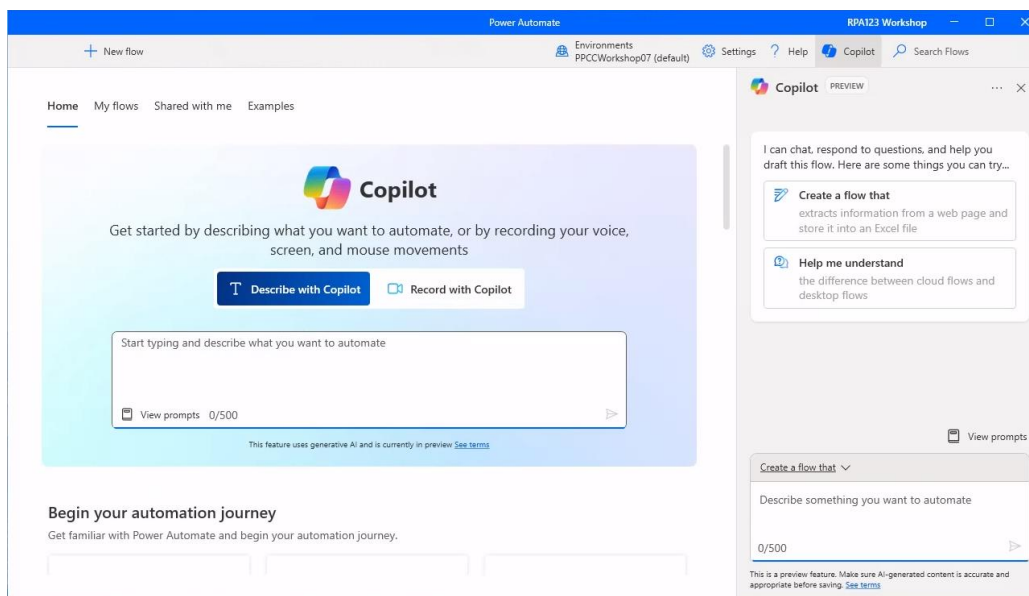 Power Automate
RPA123 Workshop
New flow
Environments
PPCCWorkshop07 (default)
Settings
Help
Copilot
Search Flows
Home
My flows
Shared with me
Examples
Copilot
Get started by describing what you want to automate, or by recording your voice,
screen, and mouse movements
Describe with Copilot
Record with Copilot
Start typing and describe what you want to automate
View prompts 0/500
This feature uses generative AI and is currently in preview See terms
Begin your automation journey
Get familiar with Power Automate and begin your automation journey.
Copilot
PREVIEW
I can chat, respond to questions, and help you
draft this flow. Here are some things you can try...
Create a flow that
extracts information from a web page and
store it into an Excel file
Help me understand
the difference between cloud flows and
desktop flows
View prompts
Create a flow that
Describe something you want to automate
0/500
This is a preview feature. Make sure AI-generated content is accurate and
appropriate before saving. See terms